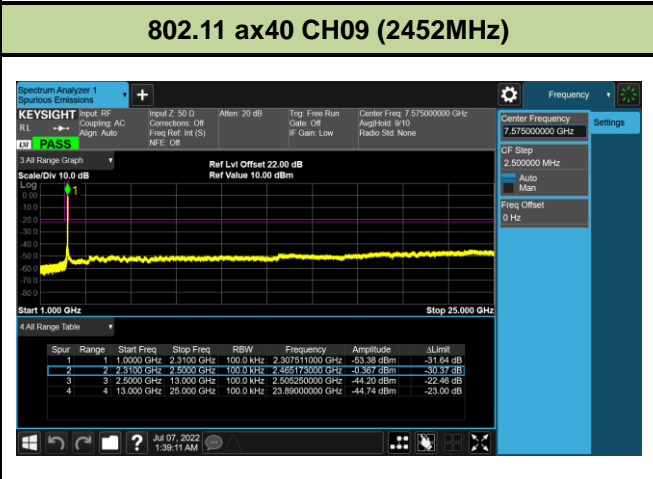 802.11 ax40 CH09 (2452MHz)
Spectrum Analyzer 1
Spurious Emissions
+
Frequency
KEYSIGHT
RL
LXI
PASS
Input: RF
Coupling: AC
Align: Auto
Input Z: 50 Ω
Corrections: Off
Freq Ref: Int (S)
NFE: Off
Atten: 20 dB
Trig: Free Run
Gate: Off
IF Gain: Low
Center Freq: 7.575000000 GHz
Avg|Hold: 9/10
Radio Std: None
Center Frequency
7.575000000 GHz
Settings
CF Step
2.500000 MHz
Auto
Man
Freq Offset
0 Hz
3 All Range Graph
Scale/Div 10.0 dB
Ref Lvl Offset 22.00 dB
Ref Value 10.00 dBm
Log
1
0.00
-10.0
-20.0
-30.0
-40.0
-50.0
-60.0
-70.0
-80.0
Start 1.000 GHz
Stop 25.000 GHz
4 All Range Table
Spur Range Start Freq Stop Freq RBW Frequency Amplitude ΔLimit
1 1 1.0000 GHz 2.3100 GHz 100.0 kHz 2.307511000 GHz -53.38 dBm -31.64 dB
2 2 2.3100 GHz 2.5000 GHz 100.0 kHz 2.465173000 GHz -0.367 dBm -30.37 dB
3 3 2.5000 GHz 13.000 GHz 100.0 kHz 2.505250000 GHz -44.20 dBm -22.46 dB
4 4 13.000 GHz 25.000 GHz 100.0 kHz 23.89000000 GHz -44.74 dBm -23.00 dB
?
Jul 07, 2022
1:39:11 AM